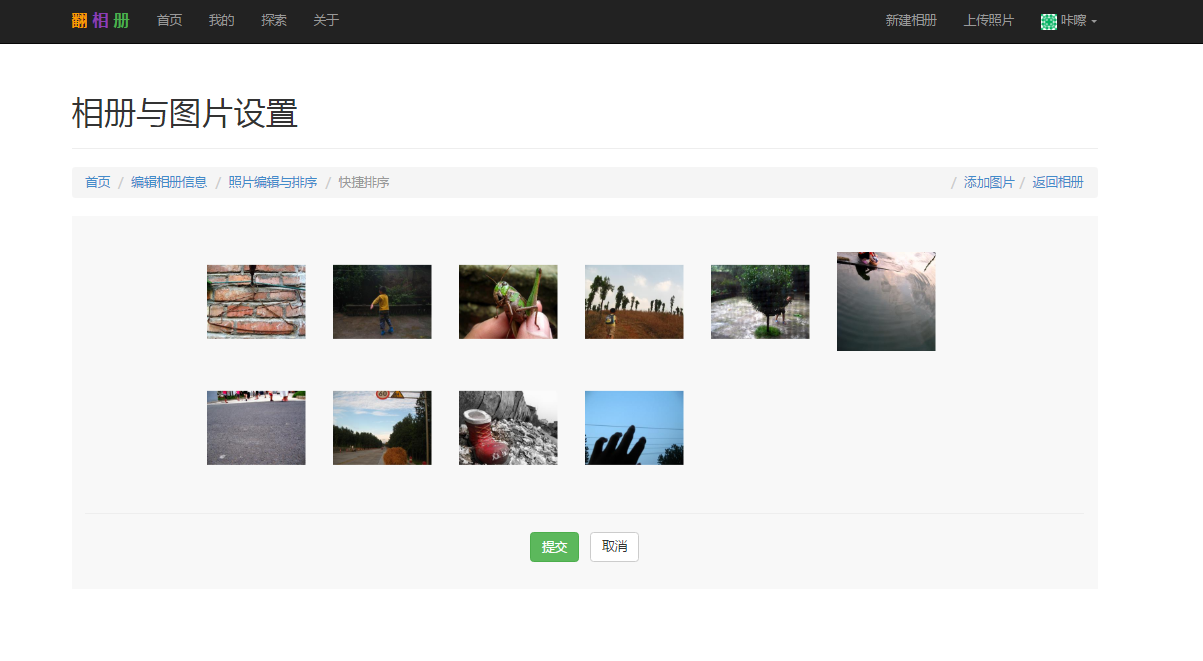 翻相册 首页 我的 探索 关于 新建相册 上传照片 咔嚓
相册与图片设置
首页 / 编辑相册信息 / 照片编辑与排序 / 快捷排序 / 添加图片 / 返回相册
60
提交 取消